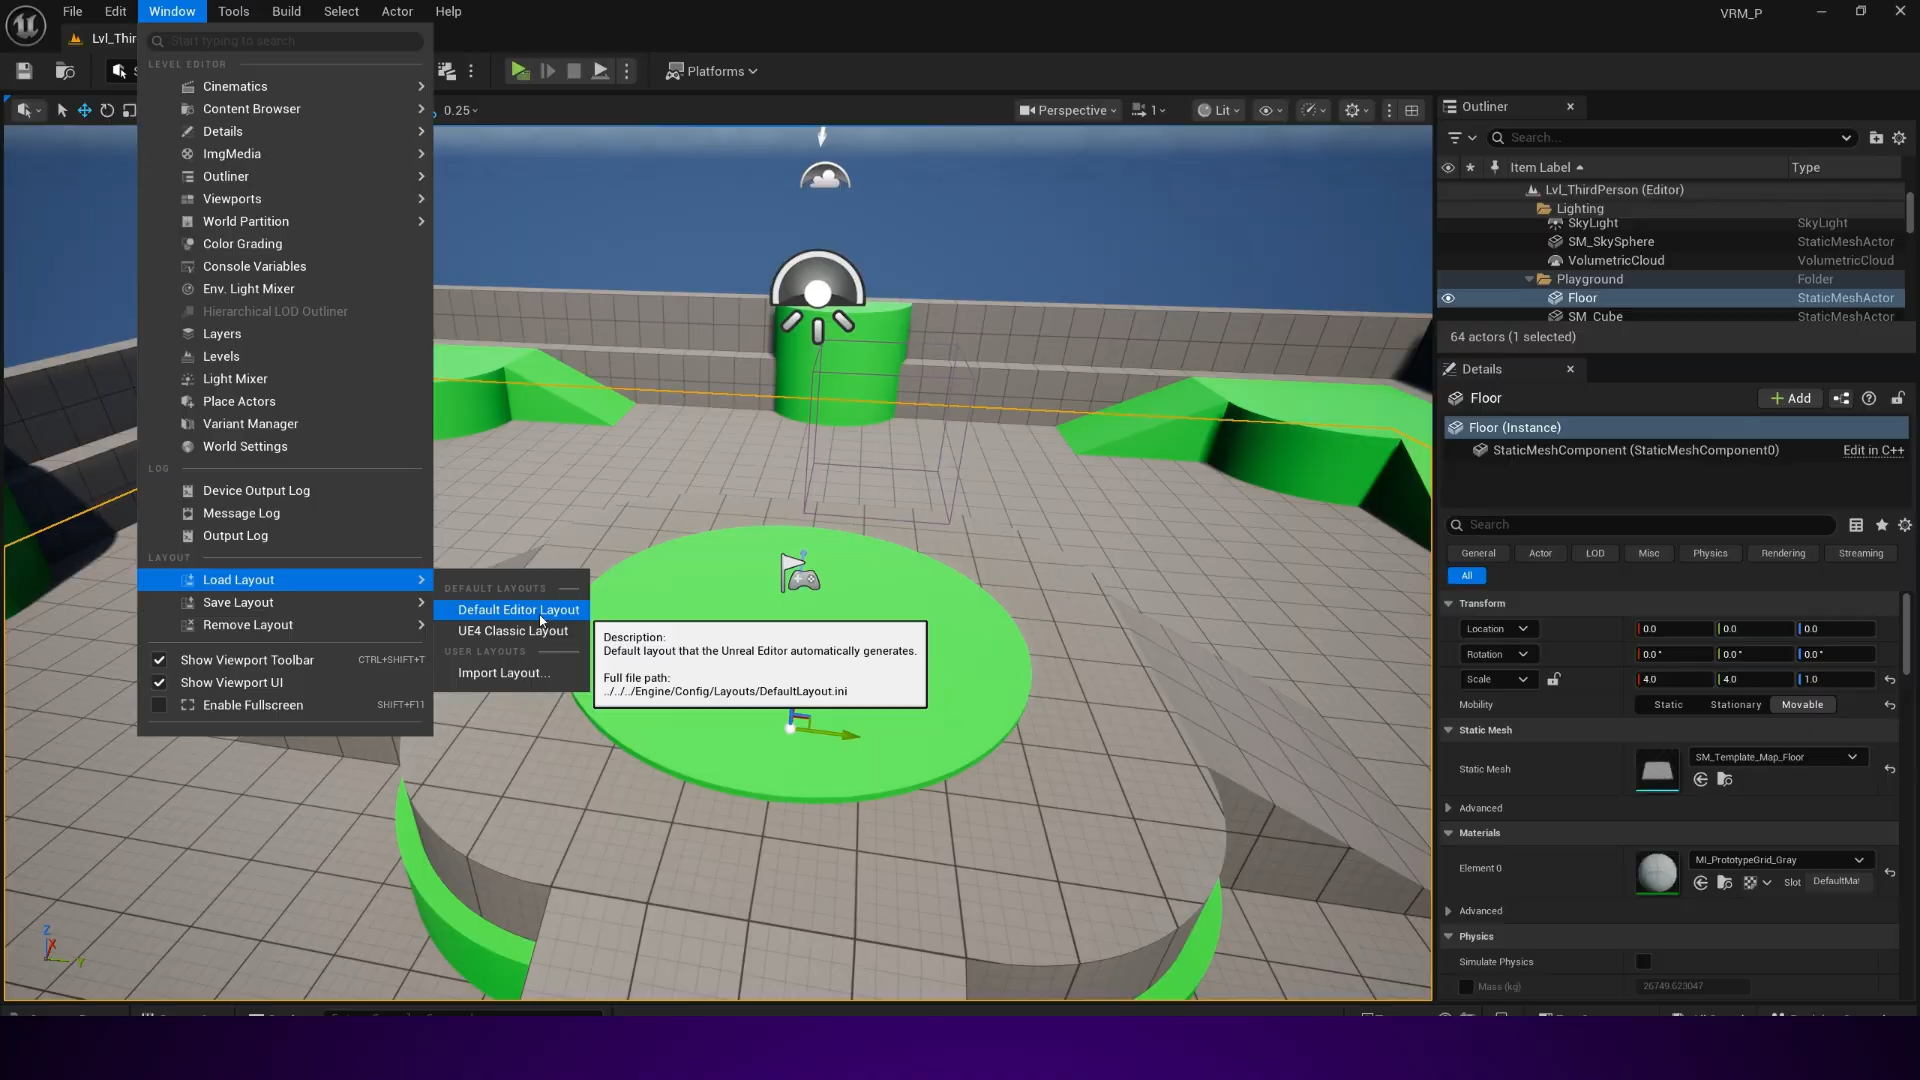 File Edit Window Tools Build Select Actor Help
VRM_P
Lvl_Thir
Start typing to search
LEVEL EDITOR
Cinematics
Content Browser
Details
ImgMedia
Outliner
Viewports
World Partition
Color Grading
Console Variables
Env. Light Mixer
Hierarchical LOD Outliner
Layers
Levels
Light Mixer
Place Actors
Variant Manager
World Settings
LOG
Device Output Log
Message Log
Output Log
LAYOUT
Load Layout
Save Layout
Remove Layout
Show Viewport Toolbar CTRL+SHIFT+T
Show Viewport UI
Enable Fullscreen SHIFT+F11
DEFAULT LAYOUTS
Default Editor Layout
UE4 Classic Layout
USER LAYOUTS
Import Layout...
Description:
Default layout that the Unreal Editor automatically generates.
Full file path:
../../../Engine/Config/Layouts/DefaultLayout.ini
Platforms
0.25
Perspective 1 Lit
Z
X
Y
Outliner
Search...
Item Label Type
Lvl_ThirdPerson (Editor)
Lighting
SkyLight SkyLight
SM_SkySphere StaticMeshActor
VolumetricCloud VolumetricCloud
Playground Folder
Floor StaticMeshActor
SM_Cube StaticMeshActor
64 actors (1 selected)
Details
Floor
Add
Floor (Instance)
StaticMeshComponent (StaticMeshComponent0) Edit in C++
Search
General Actor LOD Misc Physics Rendering Streaming
All
Transform
Location 0.0 0.0 0.0
Rotation 0.0° 0.0° 0.0°
Scale 4.0 4.0 1.0
Mobility Static Stationary Movable
Static Mesh
Static Mesh SM_Template_Map_Floor
Advanced
Materials
Element 0 MI_PrototypeGrid_Gray
Slot DefaultMat
Advanced
Physics
Simulate Physics
Mass (kg) 26749.623047